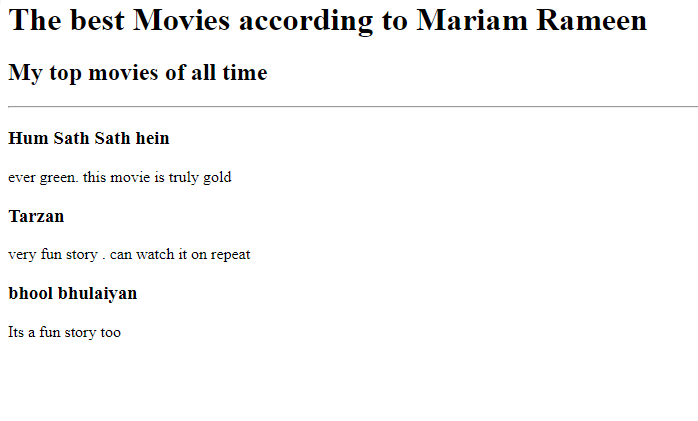 The best Movies according to Mariam Rameen
My top movies of all time
Hum Sath Sath hein
ever green. this movie is truly gold
Tarzan
very fun story . can watch it on repeat
bhool bhulaiyan
Its a fun story too